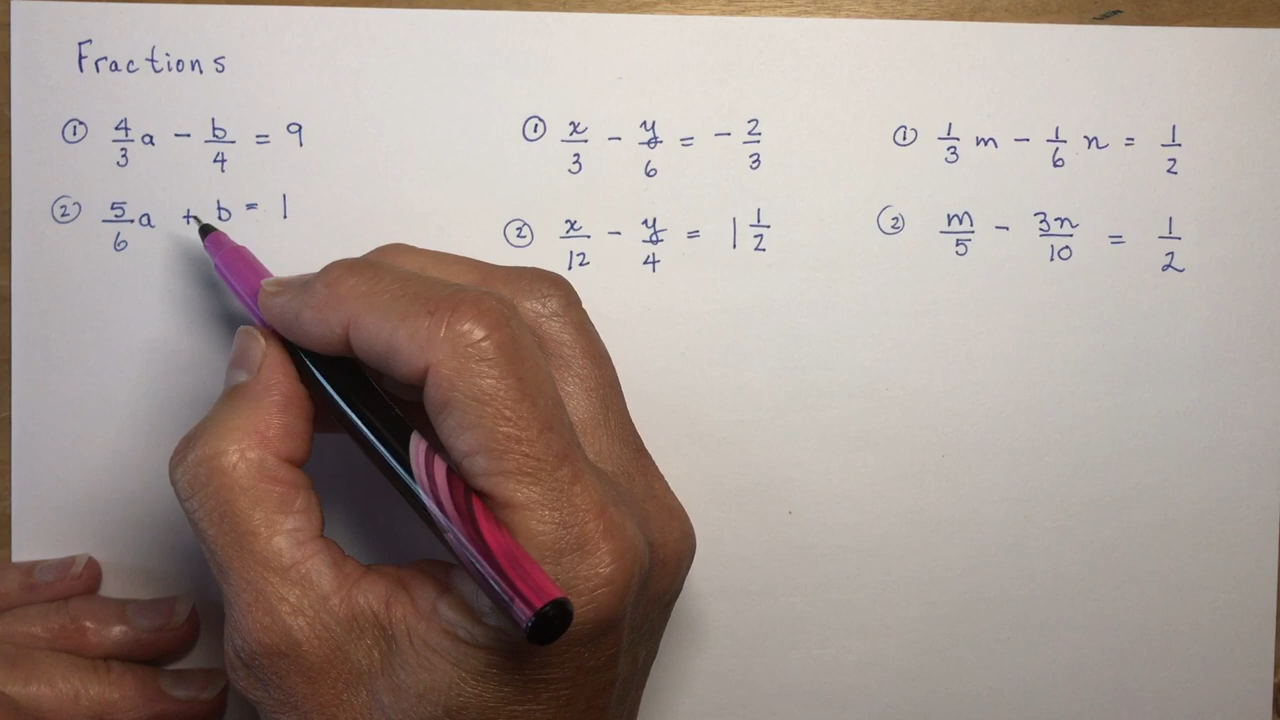 Fractions
① 4/3 a - b/4 = 9
② 5/6 a + b = 1
① x/3 - y/6 = - 2/3
② x/12 - y/4 = 1 1/2
① 1/3 m - 1/6 n = 1/2
② m/5 - 3n/10 = 1/2